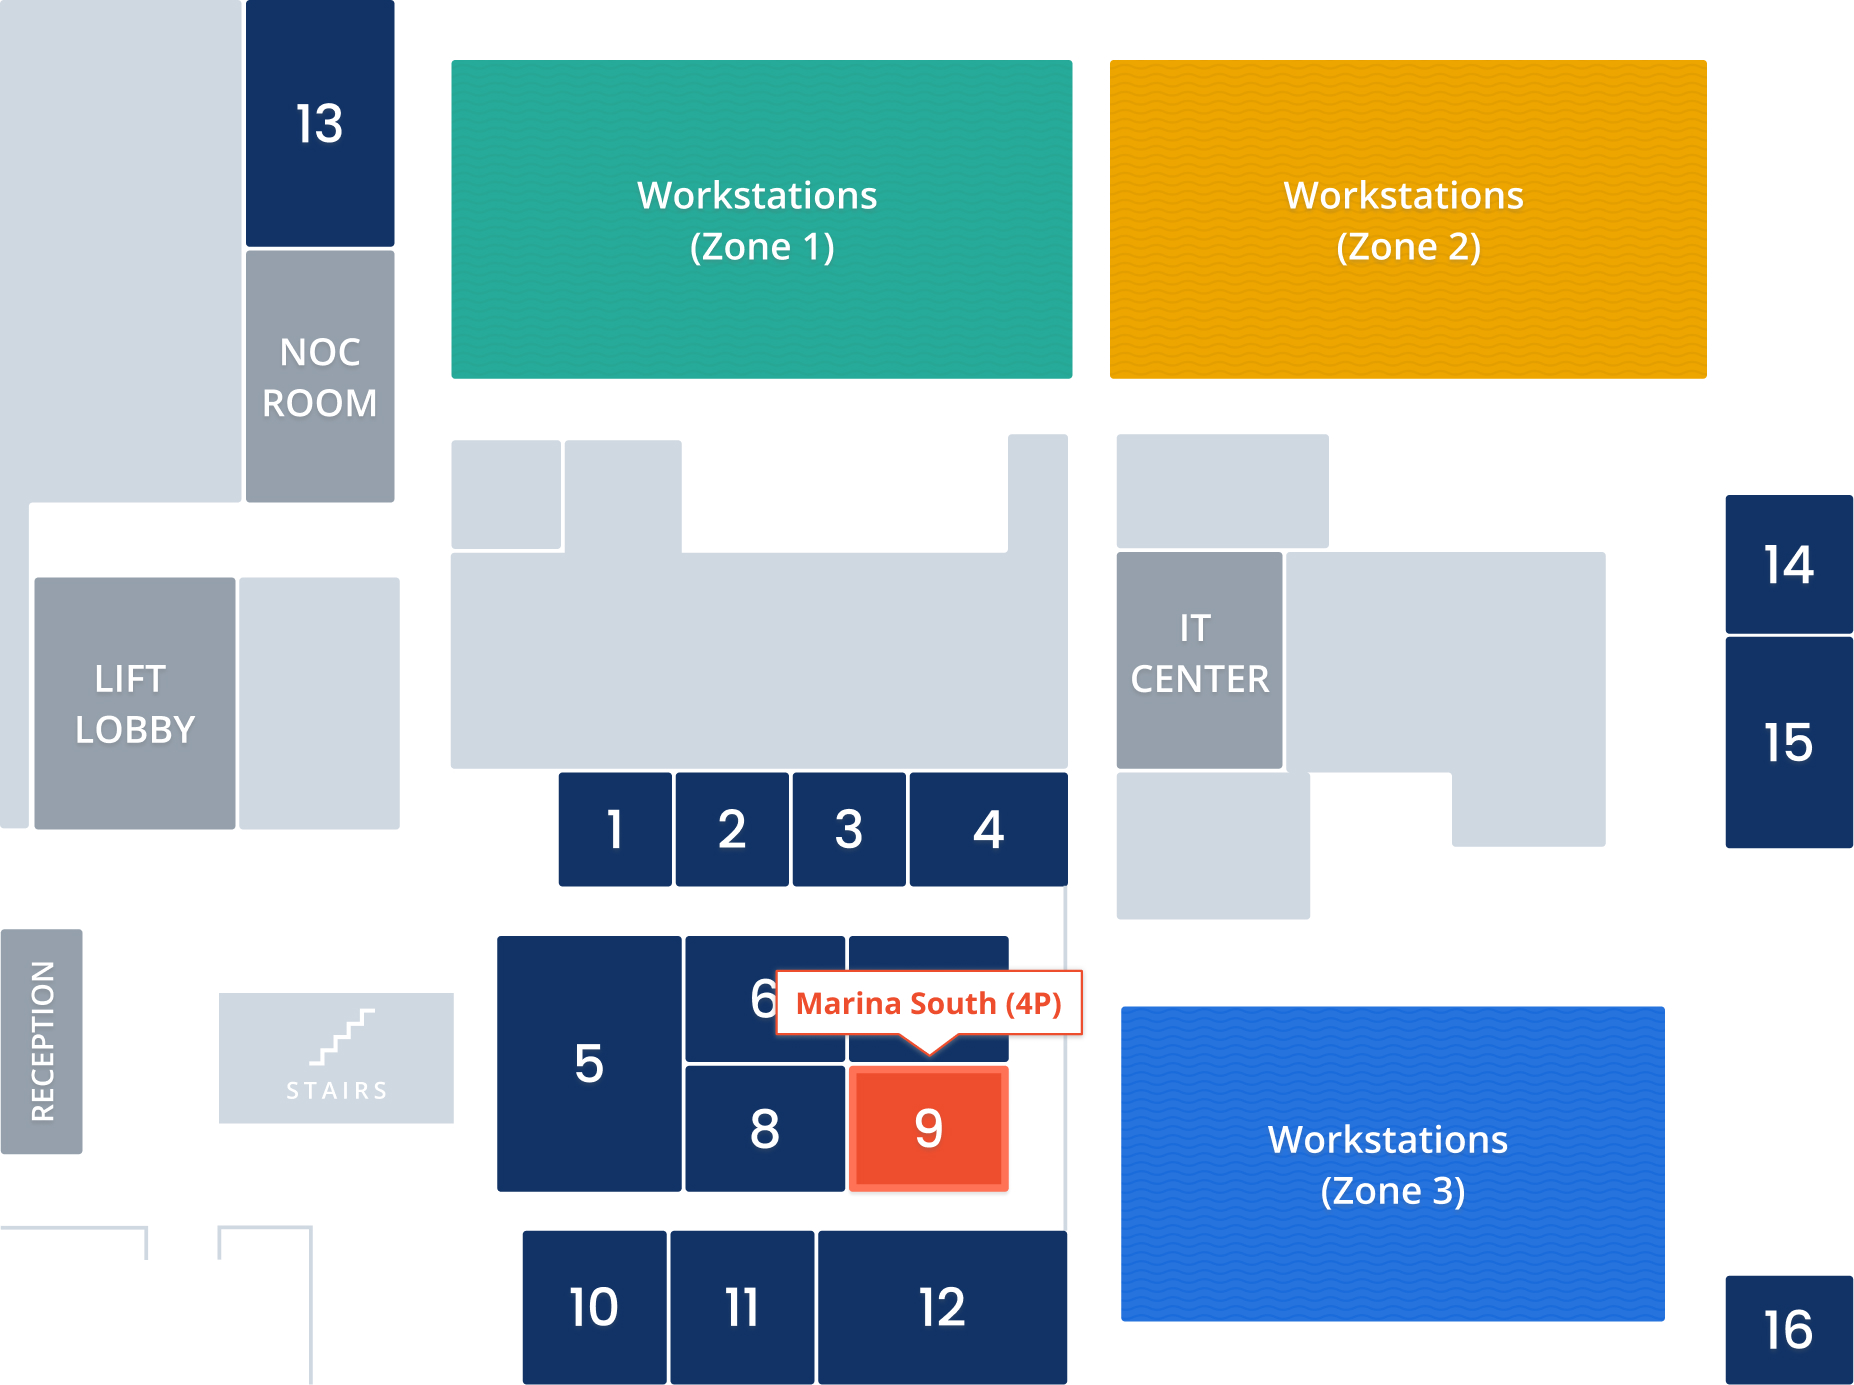 13
Workstations
(Zone 1)
Workstations
(Zone 2)
NOC
ROOM
14
IT
CENTER
LIFT
LOBBY
15
1
2
3
4
RECEPTION
STAIRS
5
6
Marina South (4P)
8
9
Workstations
(Zone 3)
10
11
12
16